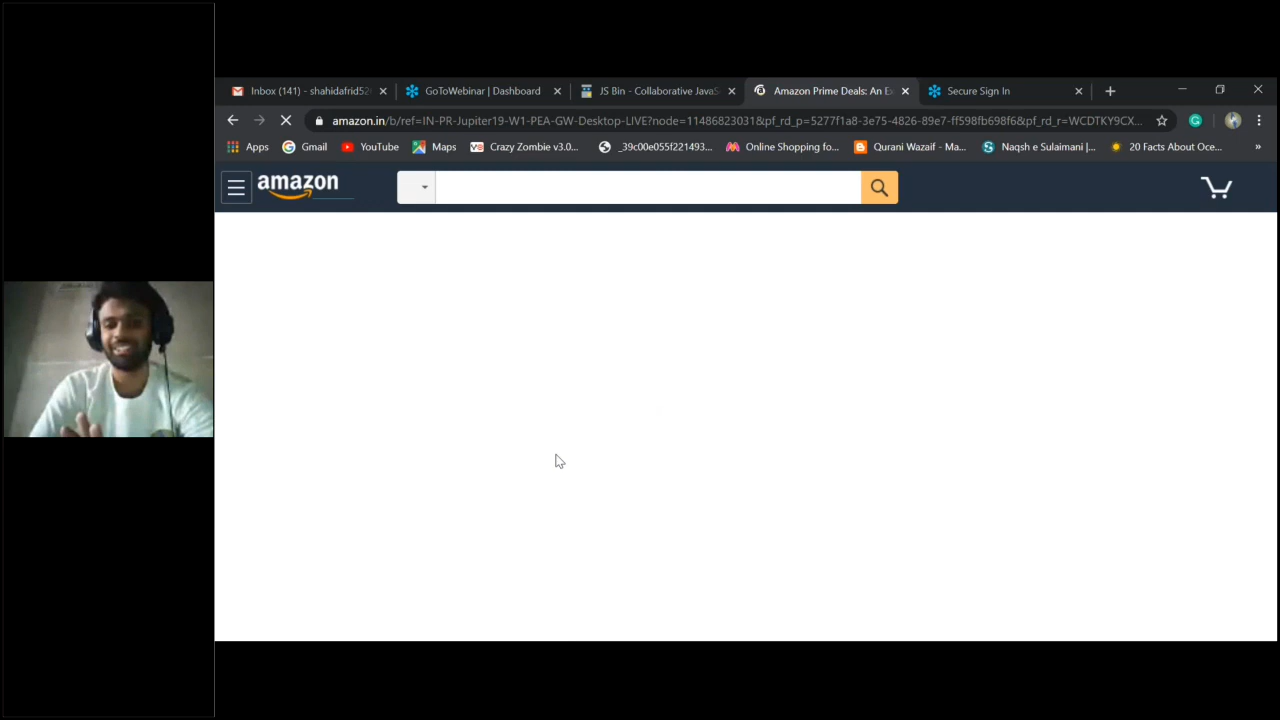 Inbox (141) - shahidafrid52
GoToWebinar | Dashboard
JS Bin - Collaborative JavaS
Amazon Prime Deals: An Ex
Secure Sign In
amazon.in/b/ref=IN-PR-Jupiter19-W1-PEA-GW-Desktop-LIVE?node=11486823031&pf_rd_p=5277f1a8-3e75-4826-89e7-ff598fb698f6&pf_rd_r=WCDTKY9CX...
Apps
Gmail
YouTube
Maps
Crazy Zombie v3.0...
_39c00e055f221493...
Online Shopping fo...
Qurani Wazaif - Ma...
Naqsh e Sulaimani |...
20 Facts About Oce...
amazon